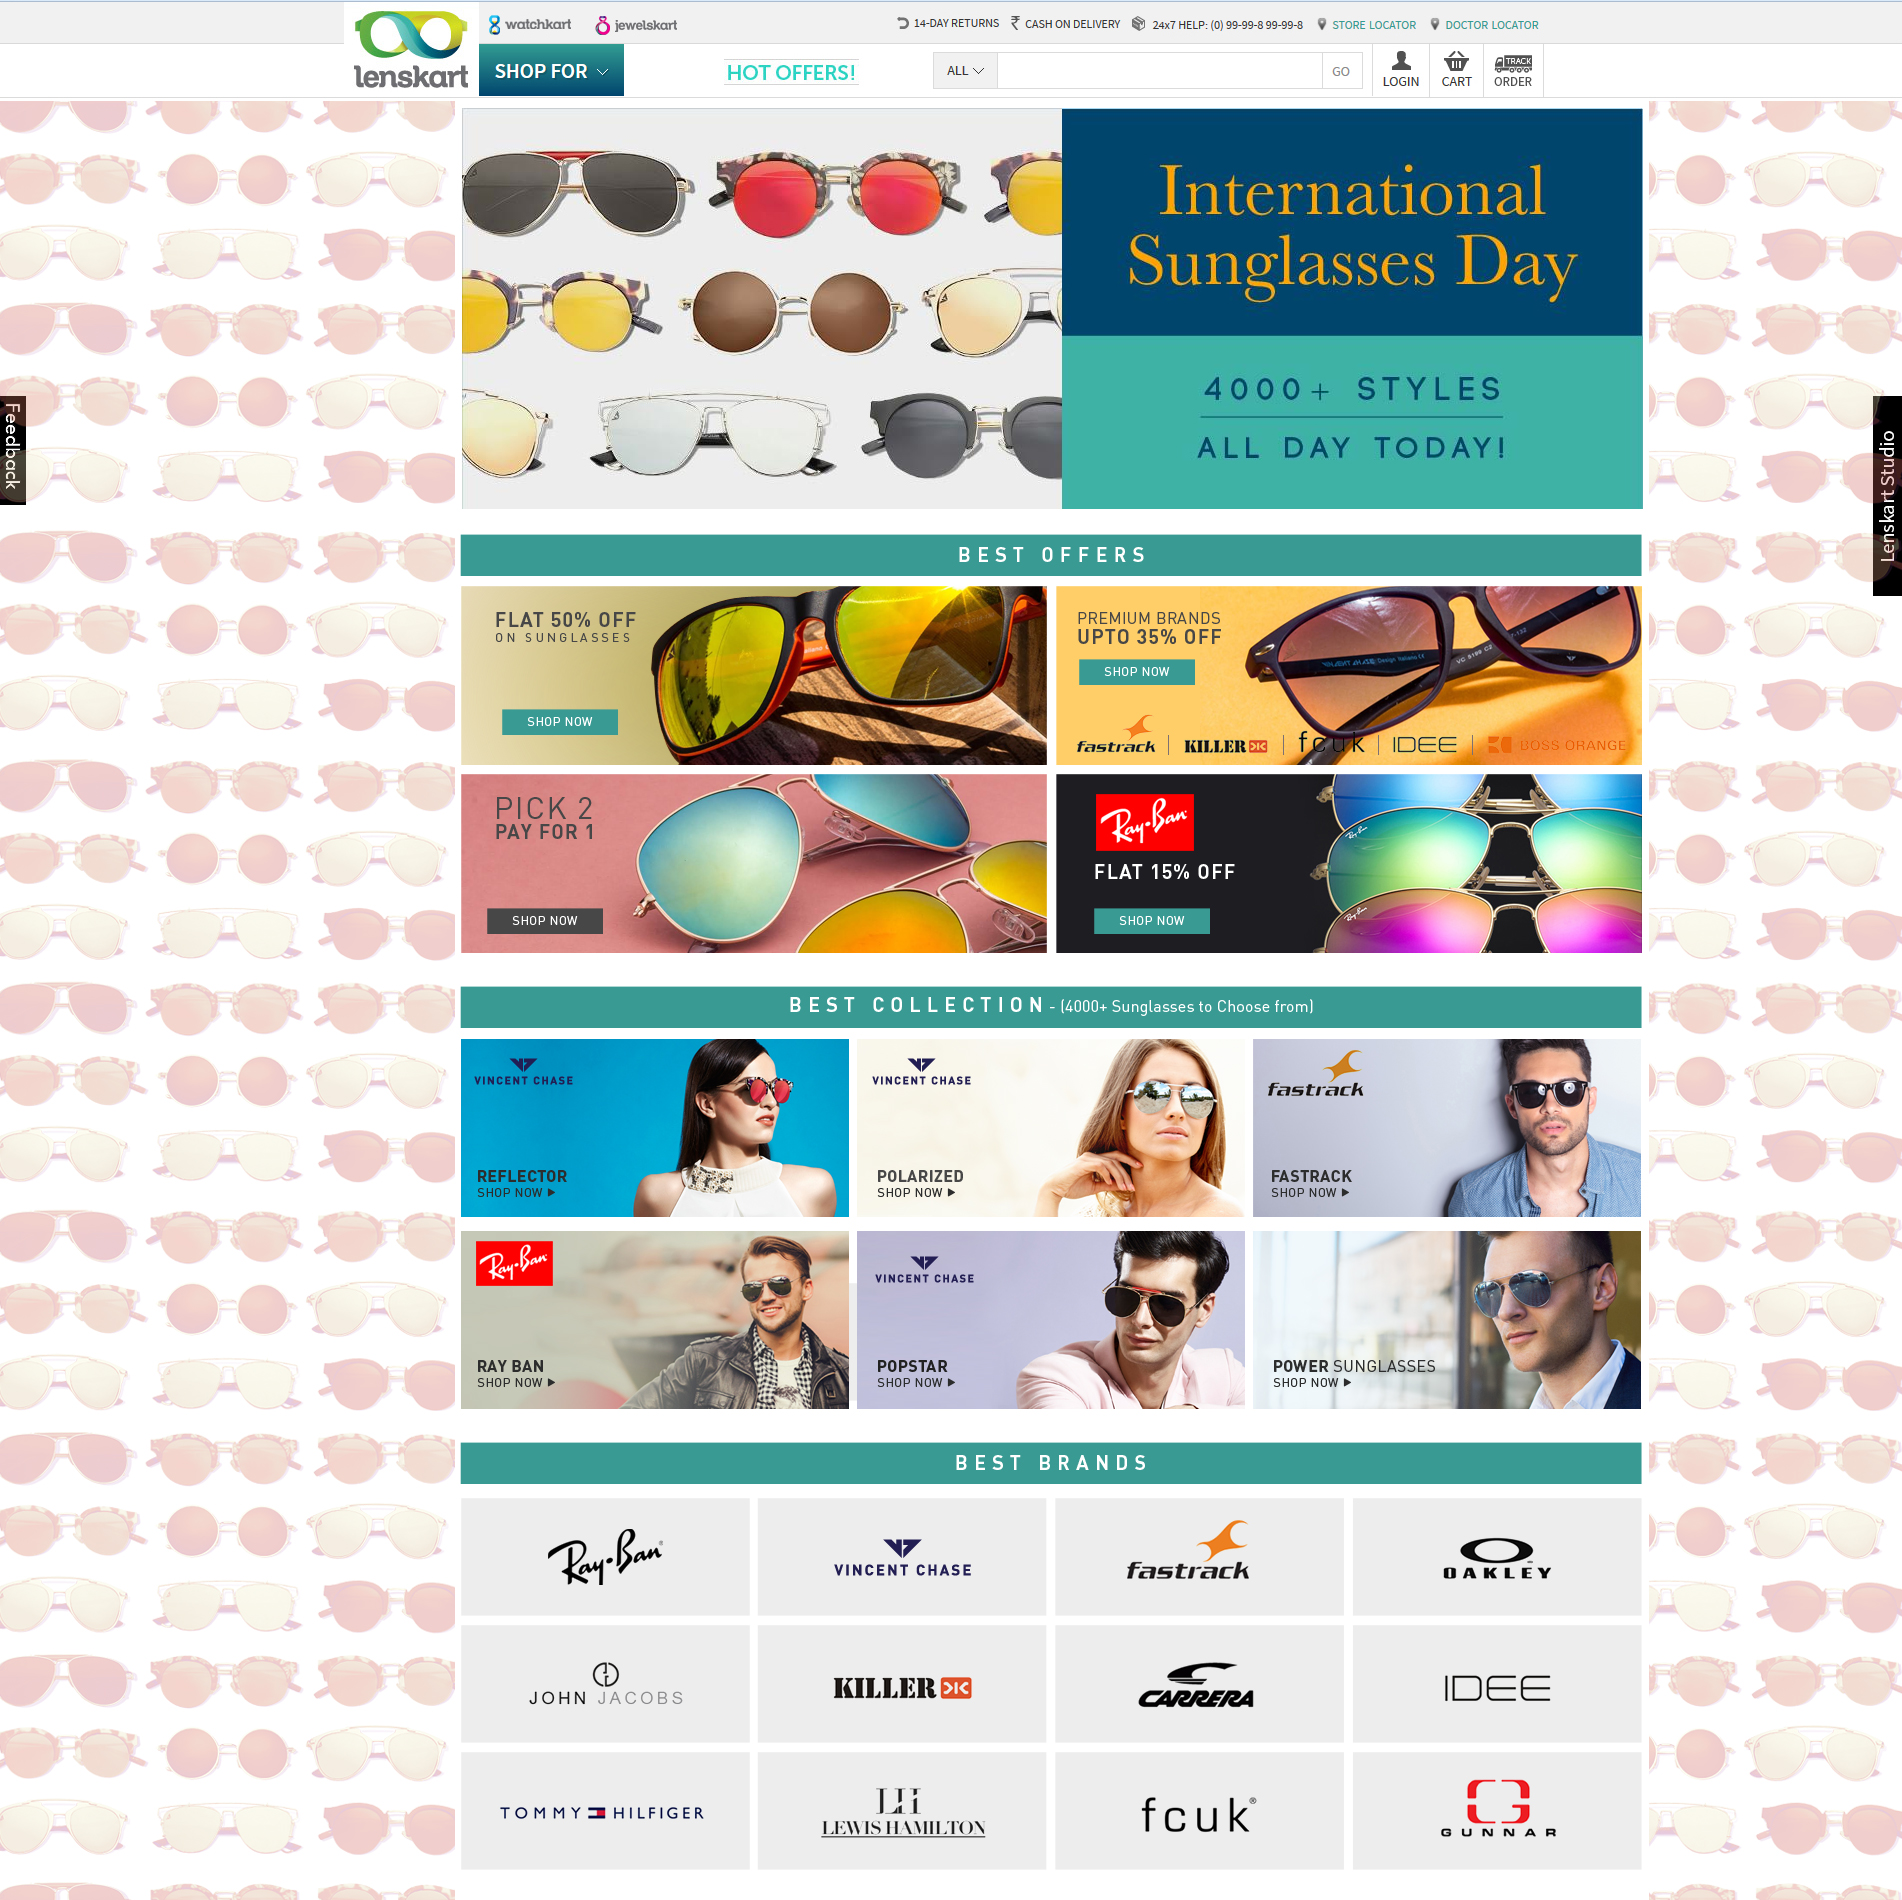 lenskart
watchkart
jewelskart
14-DAY RETURNS
CASH ON DELIVERY
24x7 HELP: (0) 99-99-8 99-99-8
STORE LOCATOR
DOCTOR LOCATOR
SHOP FOR
HOT OFFERS!
ALL
GO
LOGIN
CART
TRACK
ORDER
International
Sunglasses Day
4000+ STYLES
ALL DAY TODAY!
Feedback
Lenskart Studio
BEST OFFERS
FLAT 50% OFF
ON SUNGLASSES
SHOP NOW
PREMIUM BRANDS
UPTO 35% OFF
SHOP NOW
fastrack
KILLER
fcuk
IDEE
BOSS ORANGE
PICK 2
PAY FOR 1
SHOP NOW
Ray-Ban
FLAT 15% OFF
SHOP NOW
BEST COLLECTION - (4000+ Sunglasses to Choose from)
VINCENT CHASE
REFLECTOR
SHOP NOW
VINCENT CHASE
POLARIZED
SHOP NOW
fastrack
FASTRACK
SHOP NOW
Ray-Ban
RAY BAN
SHOP NOW
VINCENT CHASE
POPSTAR
SHOP NOW
POWER SUNGLASSES
SHOP NOW
BEST BRANDS
Ray-Ban
VINCENT CHASE
fastrack
OAKLEY
JOHN JACOBS
KILLER
CARRERA
IDEE
TOMMY HILFIGER
LH
LEWIS HAMILTON
fcuk®
GUNNAR